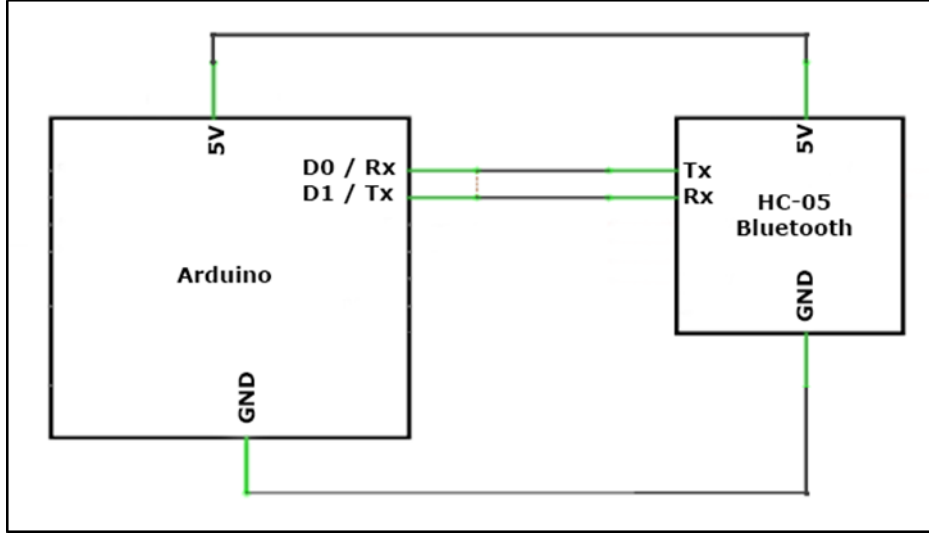 5V
5V
D0 / Rx
Tx
D1 / Tx
Rx
HC-05
Bluetooth
Arduino
GND
GND